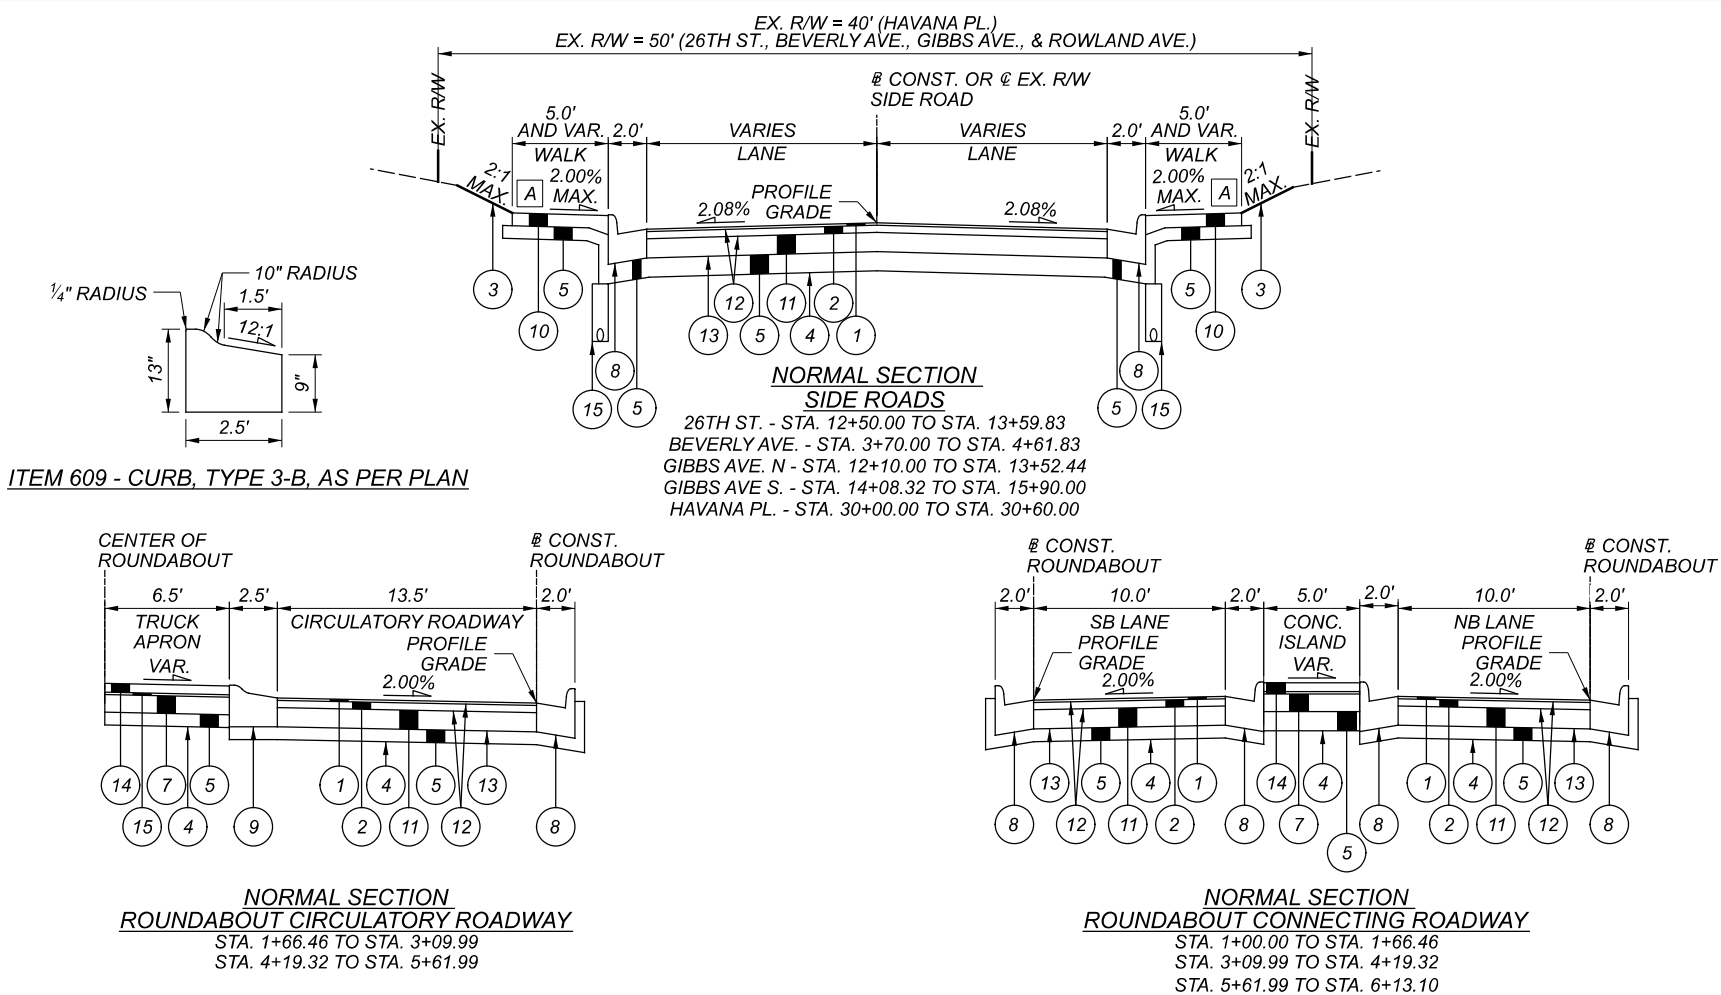 EX. R/W = 40' (HAVANA PL.)
EX. R/W = 50' (26TH ST., BEVERLY AVE., GIBBS AVE., & ROWLAND AVE.)
EX. R/W
EX. R/W
℄ CONST. OR ℄ EX. R/W
SIDE ROAD
5.0'
AND VAR.
2.0'
VARIES
VARIES
2.0'
5.0'
AND VAR.
WALK
LANE
LANE
WALK
2:1
MAX.
A
2.00%
MAX.
2.08%
PROFILE
GRADE
2.08%
2.00%
MAX.
A
2:1
MAX.
3
5
12
11
2
5
3
10
13
5
4
1
10
8
8
15
5
5
15
NORMAL SECTION
SIDE ROADS
26TH ST. - STA. 12+50.00 TO STA. 13+59.83
BEVERLY AVE. - STA. 3+70.00 TO STA. 4+61.83
GIBBS AVE. N - STA. 12+10.00 TO STA. 13+52.44
GIBBS AVE S. - STA. 14+08.32 TO STA. 15+90.00
HAVANA PL. - STA. 30+00.00 TO STA. 30+60.00
10" RADIUS
¼" RADIUS
1.5'
12:1
13"
9"
2.5'
ITEM 609 - CURB, TYPE 3-B, AS PER PLAN
CENTER OF
ROUNDABOUT
℄ CONST.
ROUNDABOUT
6.5'
2.5'
13.5'
2.0'
TRUCK
APRON
VAR.
CIRCULATORY ROADWAY
PROFILE
GRADE
2.00%
14
7
5
1
4
5
13
15
4
9
2
11
12
8
NORMAL SECTION
ROUNDABOUT CIRCULATORY ROADWAY
STA. 1+66.46 TO STA. 3+09.99
STA. 4+19.32 TO STA. 5+61.99
℄ CONST.
ROUNDABOUT
℄ CONST.
ROUNDABOUT
2.0'
10.0'
2.0'
5.0'
2.0'
10.0'
2.0'
SB LANE
PROFILE
GRADE
2.00%
CONC.
ISLAND
VAR.
NB LANE
PROFILE
GRADE
2.00%
13
5
4
1
14
4
1
4
5
13
8
12
11
2
8
7
8
2
11
12
8
5
NORMAL SECTION
ROUNDABOUT CONNECTING ROADWAY
STA. 1+00.00 TO STA. 1+66.46
STA. 3+09.99 TO STA. 4+19.32
STA. 5+61.99 TO STA. 6+13.10